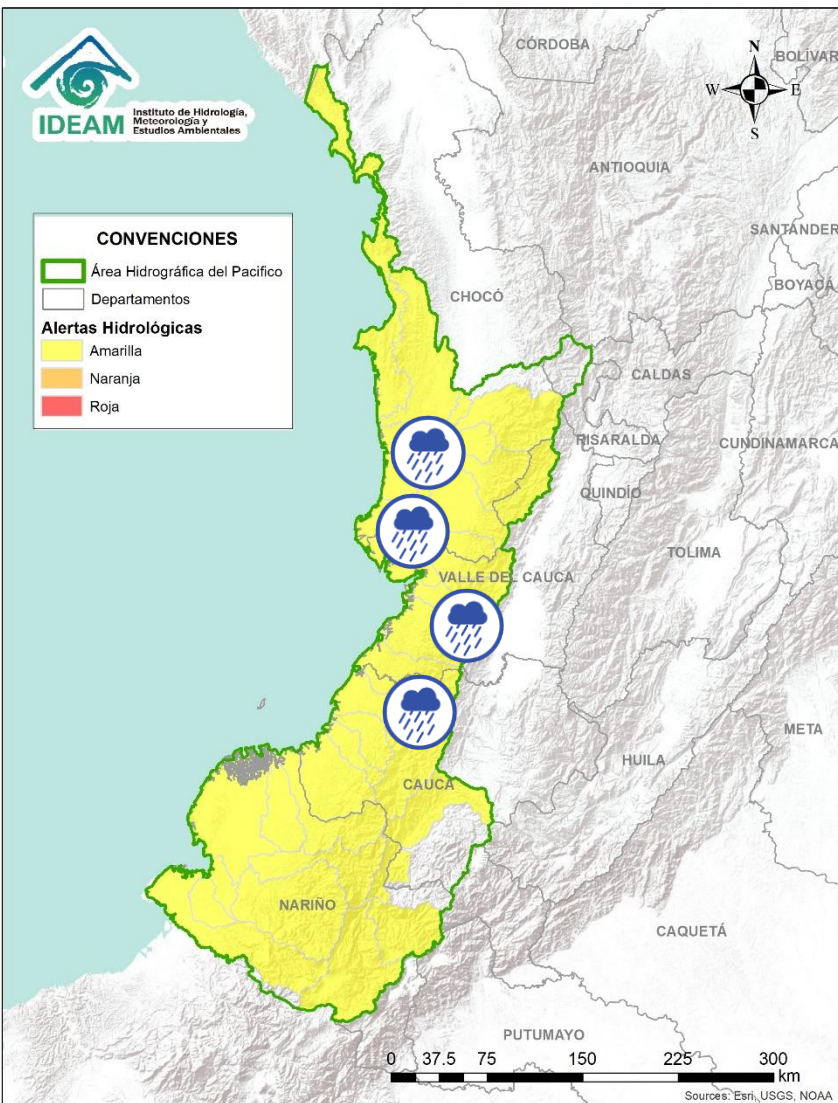 IDEAM
Instituto de Hidrología,
Meteorología y
Estudios Ambientales
CONVENCIONES
Área Hidrográfica del Pacifico
Departamentos
Alertas Hidrológicas
Amarilla
Naranja
Roja
N
W
E
S
CÓRDOBA
BOLÍVAR
ANTIOQUIA
SANTANDER
BOYACÁ
CHOCÓ
CALDAS
RISARALDA
CUNDINAMARCA
QUINDÍO
TOLIMA
VALLE DEL CAUCA
META
HUILA
CAUCA
NARIÑO
CAQUETÁ
PUTUMAYO
0 37.5 75 150 225 300
km
Sources: Esri, USGS, NOAA